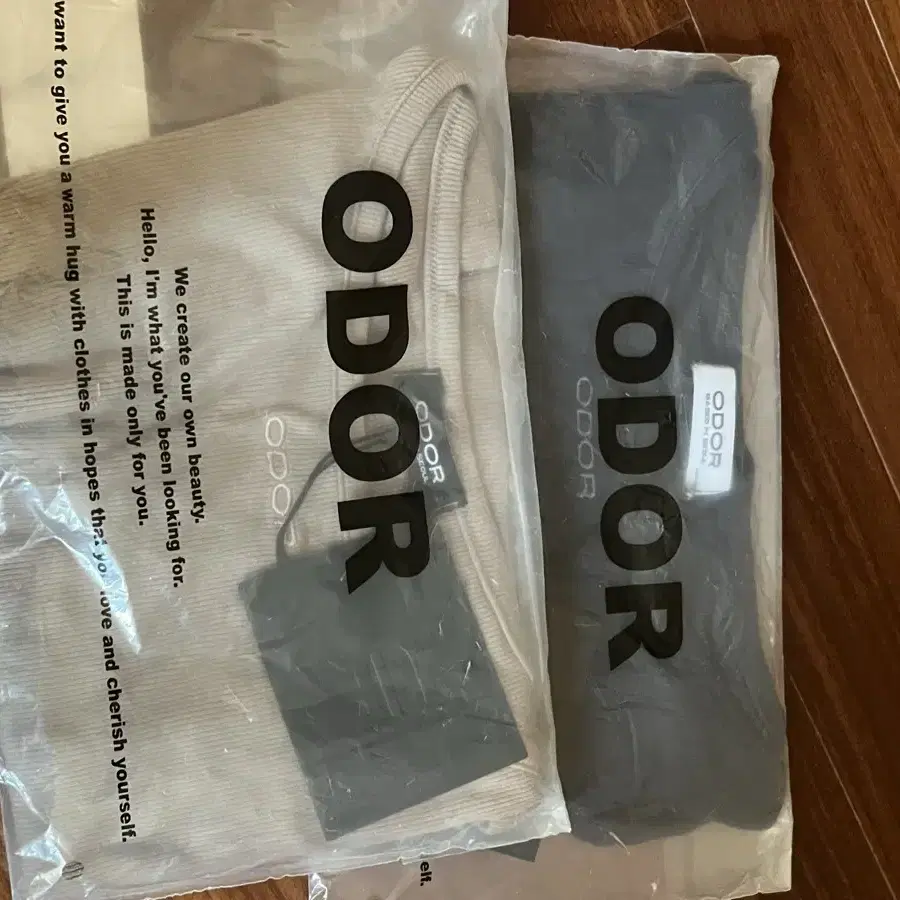 ODOR
We create our own beauty.
Hello, I'm what you've been looking for.
This is made only for you.
want to give you a warm hug with clothes in hopes that you love and cherish yourself.
ODOR
SEOUL
ODO
ODOR
ODOR
ODOR
elf.